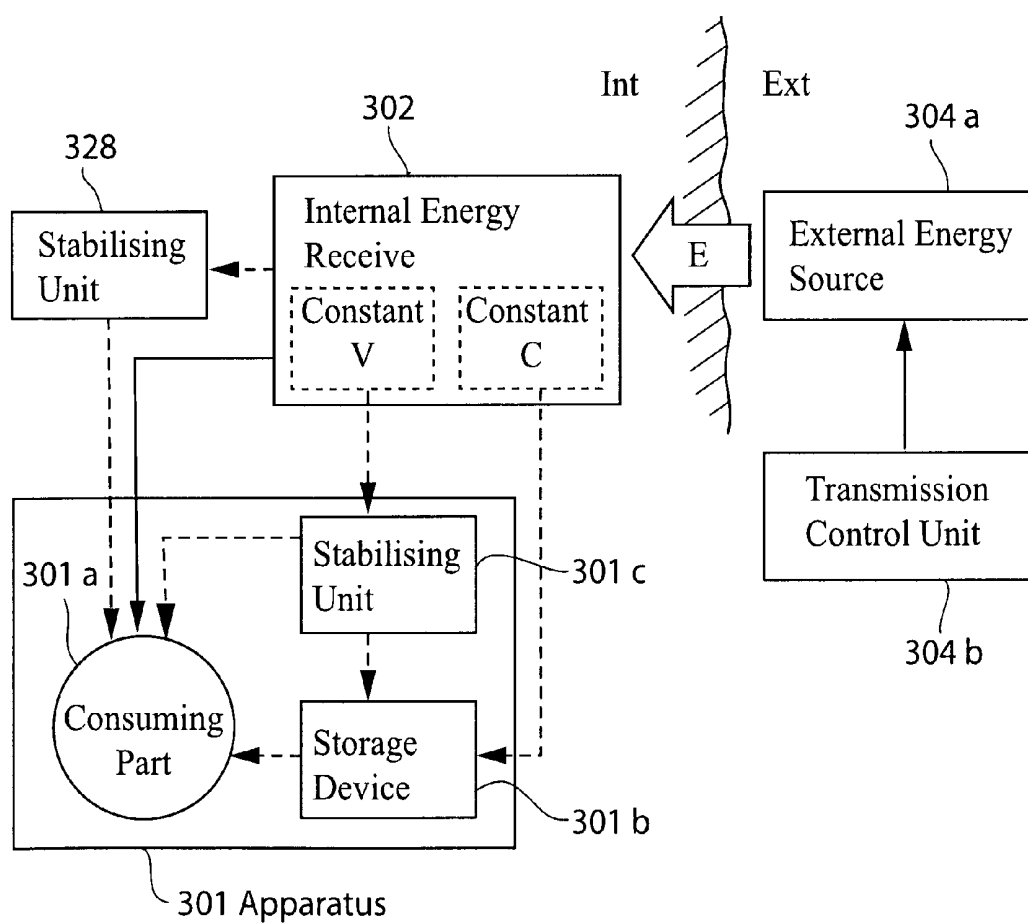 Int
Ext
302
304 a
328
Internal Energy
Receive
Stabilising
Unit
E
External Energy
Source
Constant
V
Constant
C
Transmission
Control Unit
301 a
Stabilising
Unit
301 c
304 b
Consuming
Part
Storage
Device
301 b
301 Apparatus